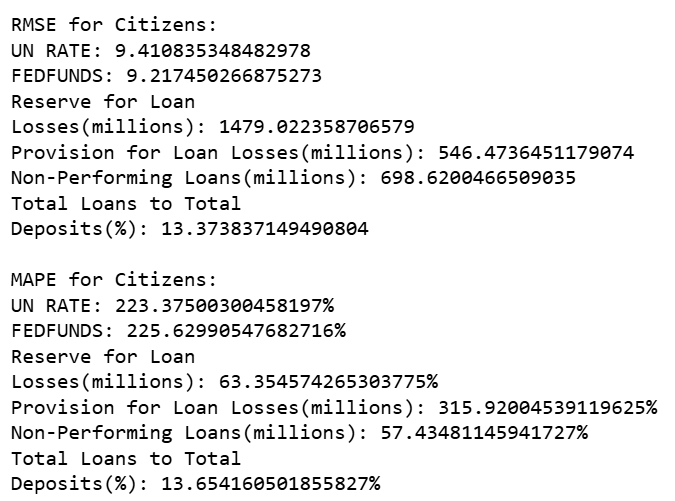 RMSE for Citizens:
UN RATE: 9.410835348482978
FEDFUNDS: 9.217450266875273
Reserve for Loan
Losses(millions): 1479.022358706579
Provision for Loan Losses(millions): 546.4736451179074
Non-Performing Loans(millions): 698.6200466509035
Total Loans to Total
Deposits(%): 13.373837149490804

MAPE for Citizens:
UN RATE: 223.37500300458197%
FEDFUNDS: 225.62990547682716%
Reserve for Loan
Losses(millions): 63.354574265303775%
Provision for Loan Losses(millions): 315.92004539119625%
Non-Performing Loans(millions): 57.43481145941727%
Total Loans to Total
Deposits(%): 13.654160501855827%